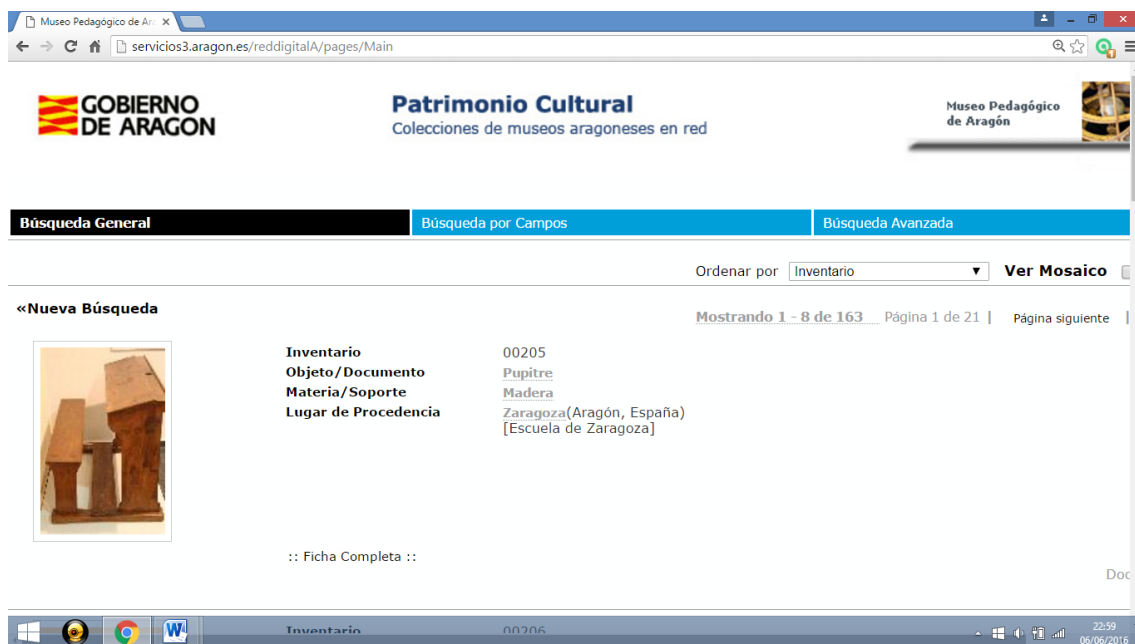 Museo Pedagógico de Ar
servicios3.aragon.es/reddigitalA/pages/Main
GOBIERNO
DE ARAGON
Patrimonio Cultural
Colecciones de museos aragoneses en red
Museo Pedagógico
de Aragón
Búsqueda General Búsqueda por Campos Búsqueda Avanzada
Ordenar por Inventario Ver Mosaico
«Nueva Búsqueda
Mostrando 1 - 8 de 163 Página 1 de 21 | Página siguiente |
Inventario 00205
Objeto/Documento Pupitre
Materia/Soporte Madera
Lugar de Procedencia Zaragoza(Aragón, España)
[Escuela de Zaragoza]
:: Ficha Completa ::
Doc
Inventario 00206
22:59
06/06/2016